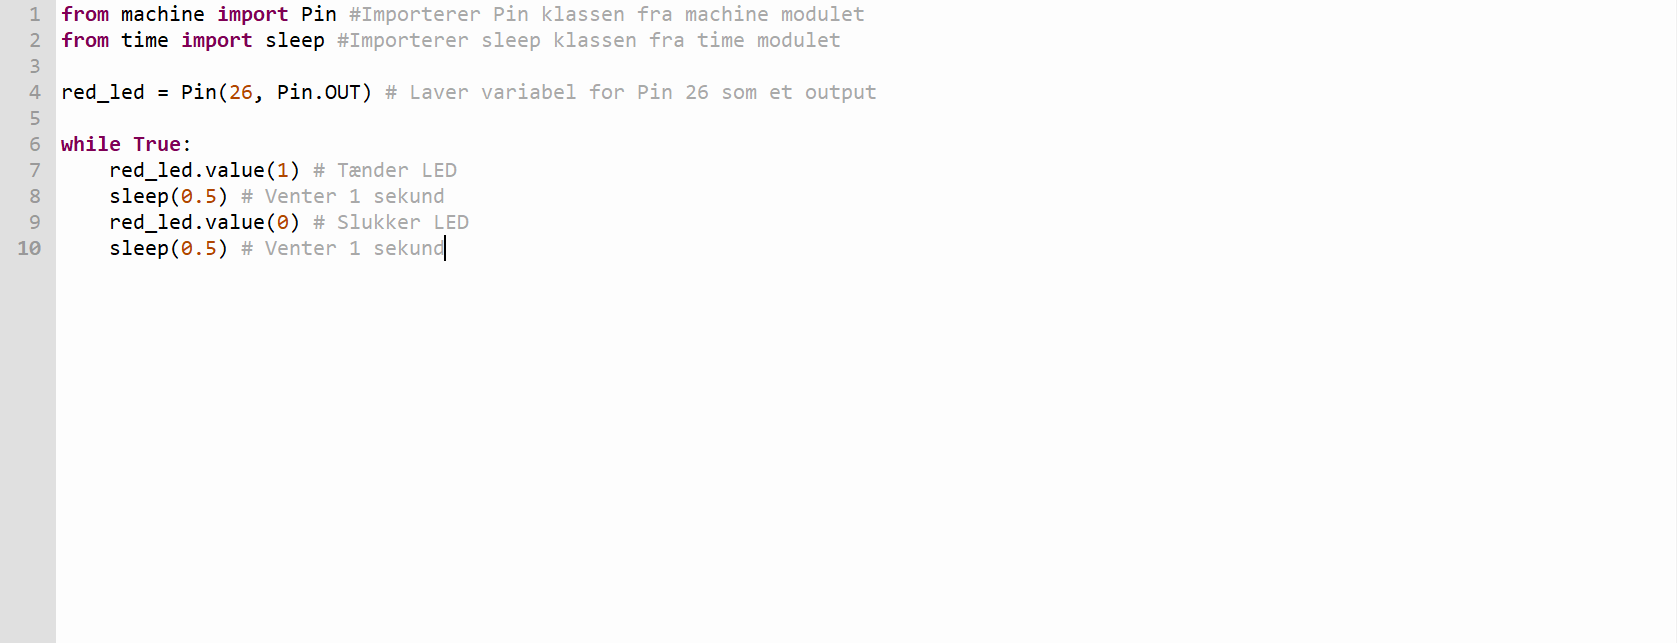 1 from machine import Pin #Importerer Pin klassen fra machine modulet
2 from time import sleep #Importerer sleep klassen fra time modulet
3
4 red_led = Pin(26, Pin.OUT) # Laver variabel for Pin 26 som et output
5
6 while True:
7     red_led.value(1) # Tænder LED
8     sleep(0.5) # Venter 1 sekund
9     red_led.value(0) # Slukker LED
10     sleep(0.5) # Venter 1 sekund